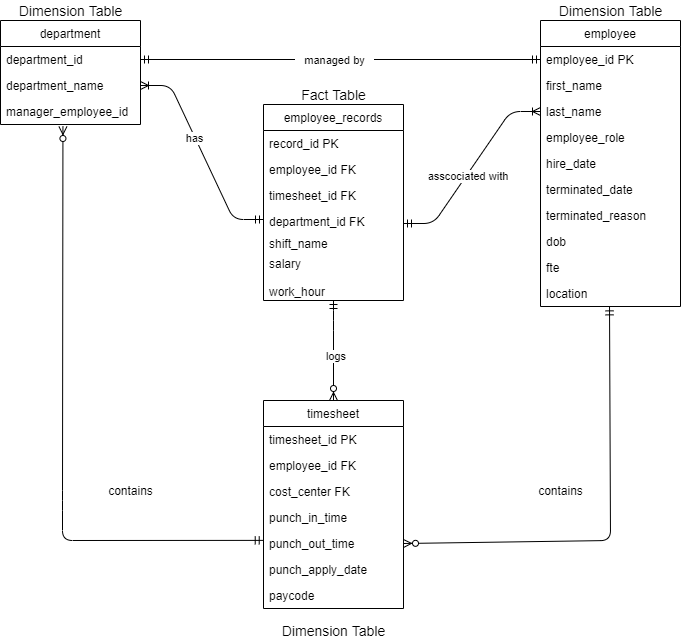 Dimension Table
department
department_id
department_name
manager_employee_id
managed by
Dimension Table
employee
employee_id PK
first_name
last_name
employee_role
hire_date
terminated_date
terminated_reason
dob
fte
location
has
Fact Table
employee_records
record_id PK
employee_id FK
timesheet_id FK
department_id FK
shift_name
salary
work_hour
asscociated with
logs
contains
contains
timesheet
timesheet_id PK
employee_id FK
cost_center FK
punch_in_time
punch_out_time
punch_apply_date
paycode
Dimension Table